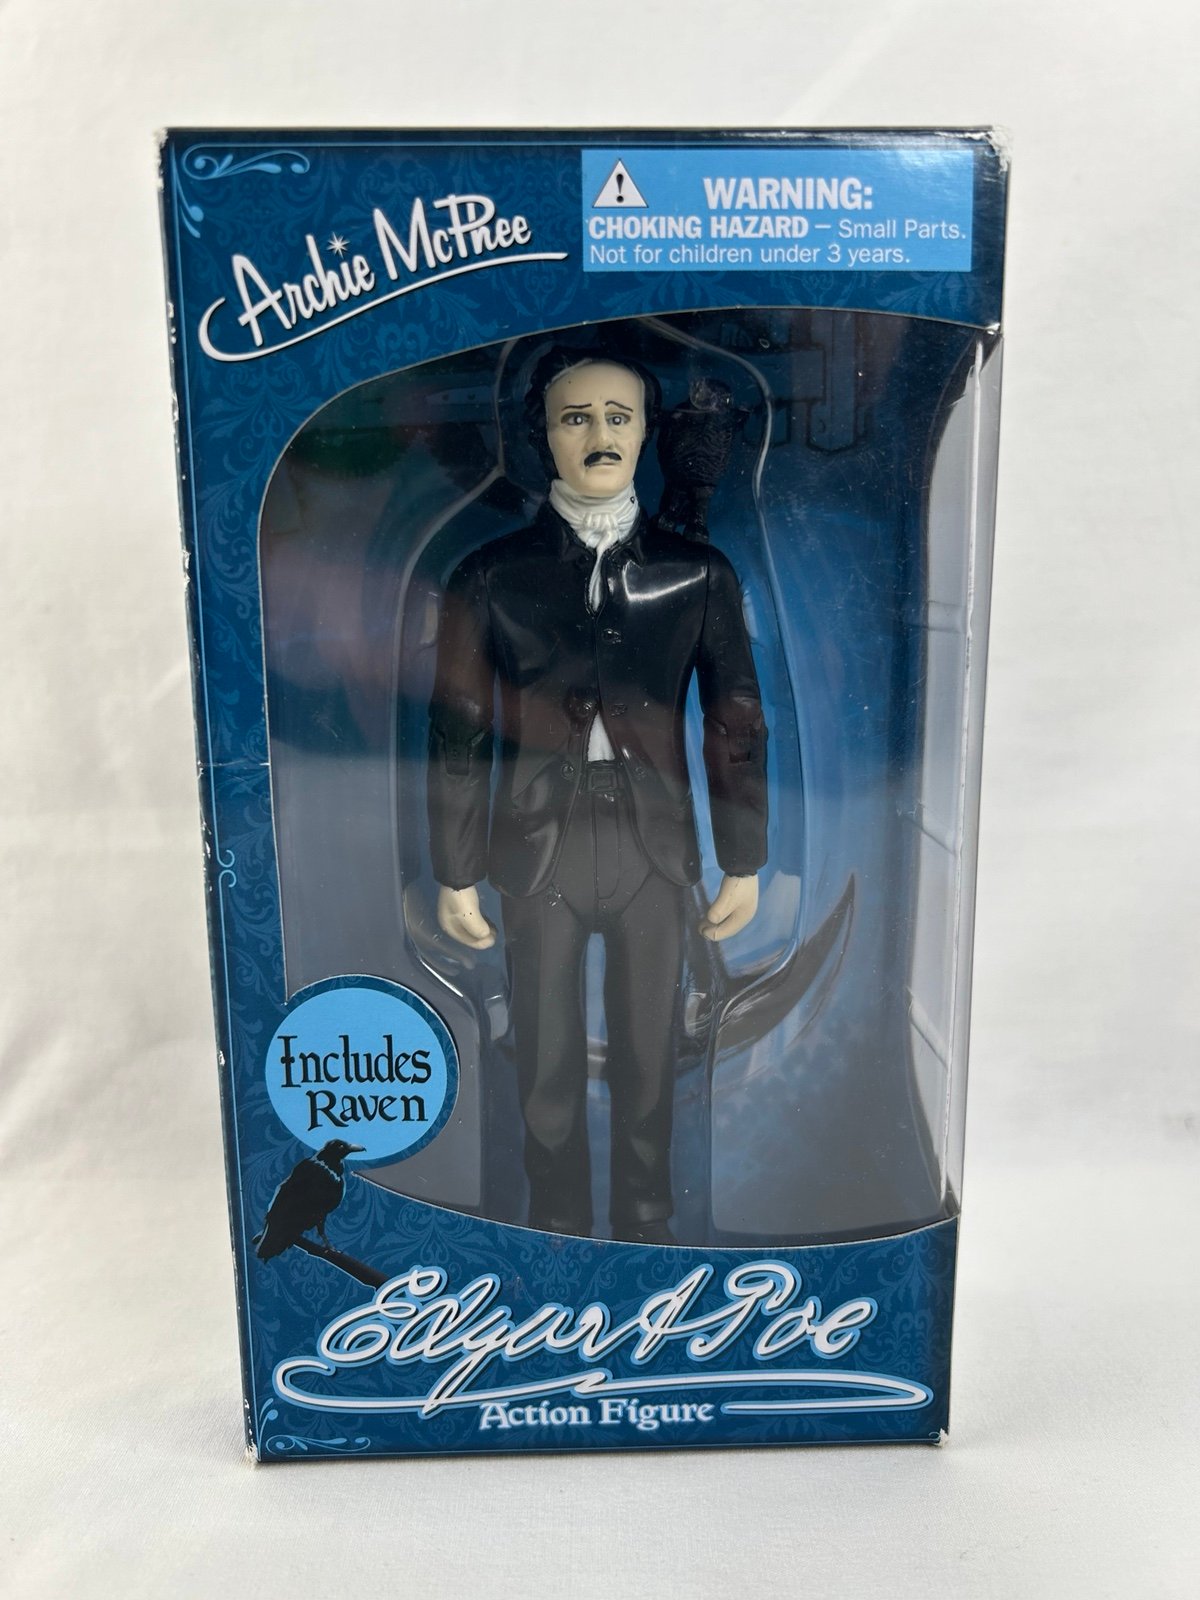 Archie McPhee
WARNING:
CHOKING HAZARD – Small Parts.
Not for children under 3 years.
Includes
Raven
Edgar A Poe
Action Figure